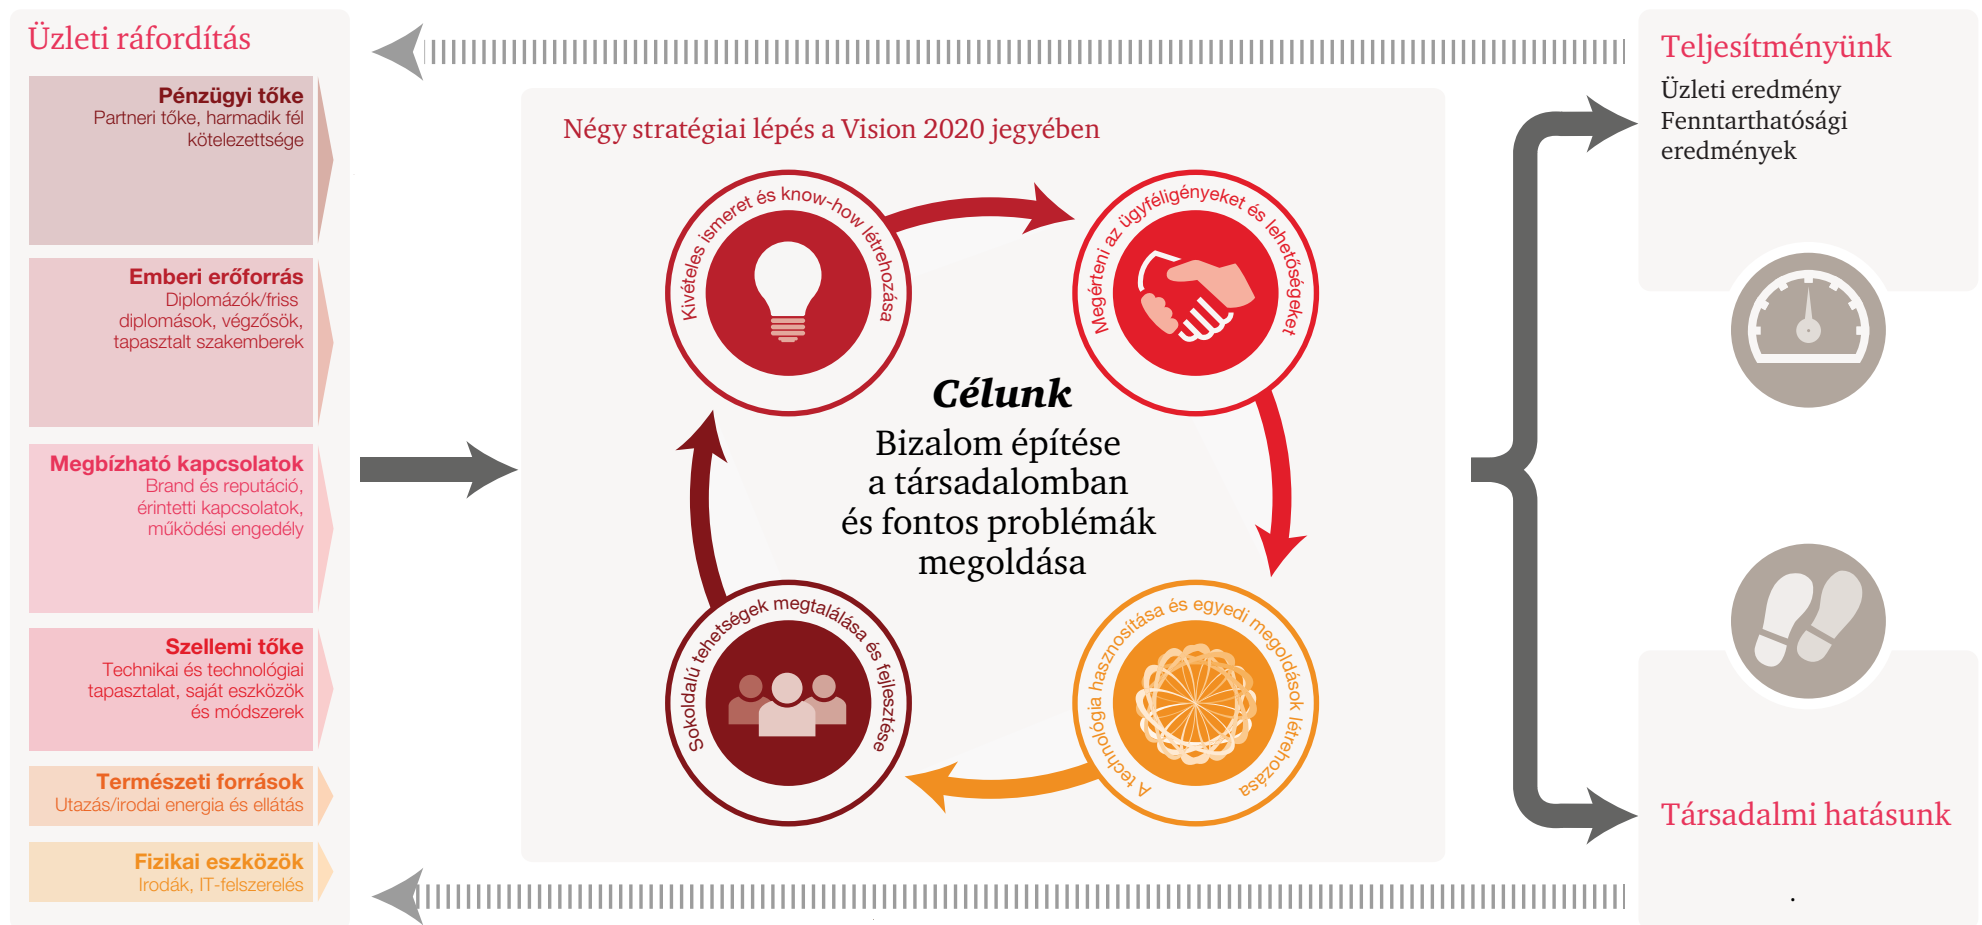 Üzleti ráfordítás
Pénzügyi tőke
Partneri tőke, harmadik fél
kötelezettsége
Emberi erőforrás
Diplomázók/friss
diplomások, végzősök,
tapasztalt szakemberek
Megbízható kapcsolatok
Brand és reputáció,
érintetti kapcsolatok,
működési engedély
Szellemi tőke
Technikai és technológiai
tapasztalat, saját eszközök
és módszerek
Természeti források
Utazás/irodai energia és ellátás
Fizikai eszközök
Irodák, IT-felszerelés
Négy stratégiai lépés a Vision 2020 jegyében
Kivételes ismeret és know-how létrehozása
Megérteni az ügyféligényeket és lehetőségeket
Célunk
Bizalom építése
a társadalomban
és fontos problémák
megoldása
Sokoldalú tehetségek megtalálása és fejlesztése
A technológia hasznosítása és egyedi megoldások létrehozása
Teljesítményünk
Üzleti eredmény
Fenntarthatósági
eredmények
Társadalmi hatásunk
.